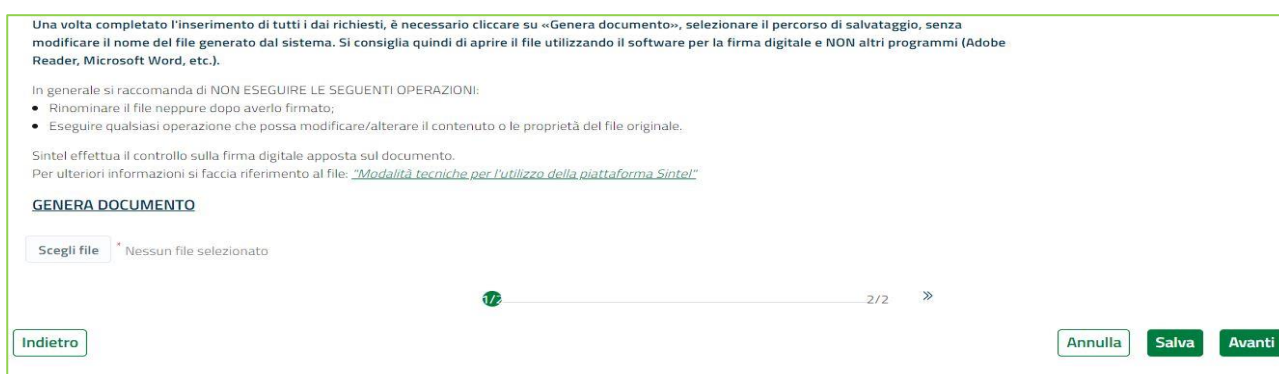 Una volta completato l'inserimento di tutti i dai richiesti, è necessario cliccare su «Genera documento», selezionare il percorso di salvataggio, senza
modificare il nome del file generato dal sistema. Si consiglia quindi di aprire il file utilizzando il software per la firma digitale e NON altri programmi (Adobe
Reader, Microsoft Word, etc.).
In generale si raccomanda di NON ESEGUIRE LE SEGUENTI OPERAZIONI:
• Rinominare il file neppure dopo averlo firmato;
• Eseguire qualsiasi operazione che possa modificare/alterare il contenuto o le proprietà del file originale.
Sintel effettua il controllo sulla firma digitale apposta sul documento.
Per ulteriori informazioni si faccia riferimento al file: "Modalità tecniche per l'utilizzo della piattaforma Sintel"
GENERA DOCUMENTO
Scegli file * Nessun file selezionato
1/2 2/2 »
Indietro Annulla Salva Avanti